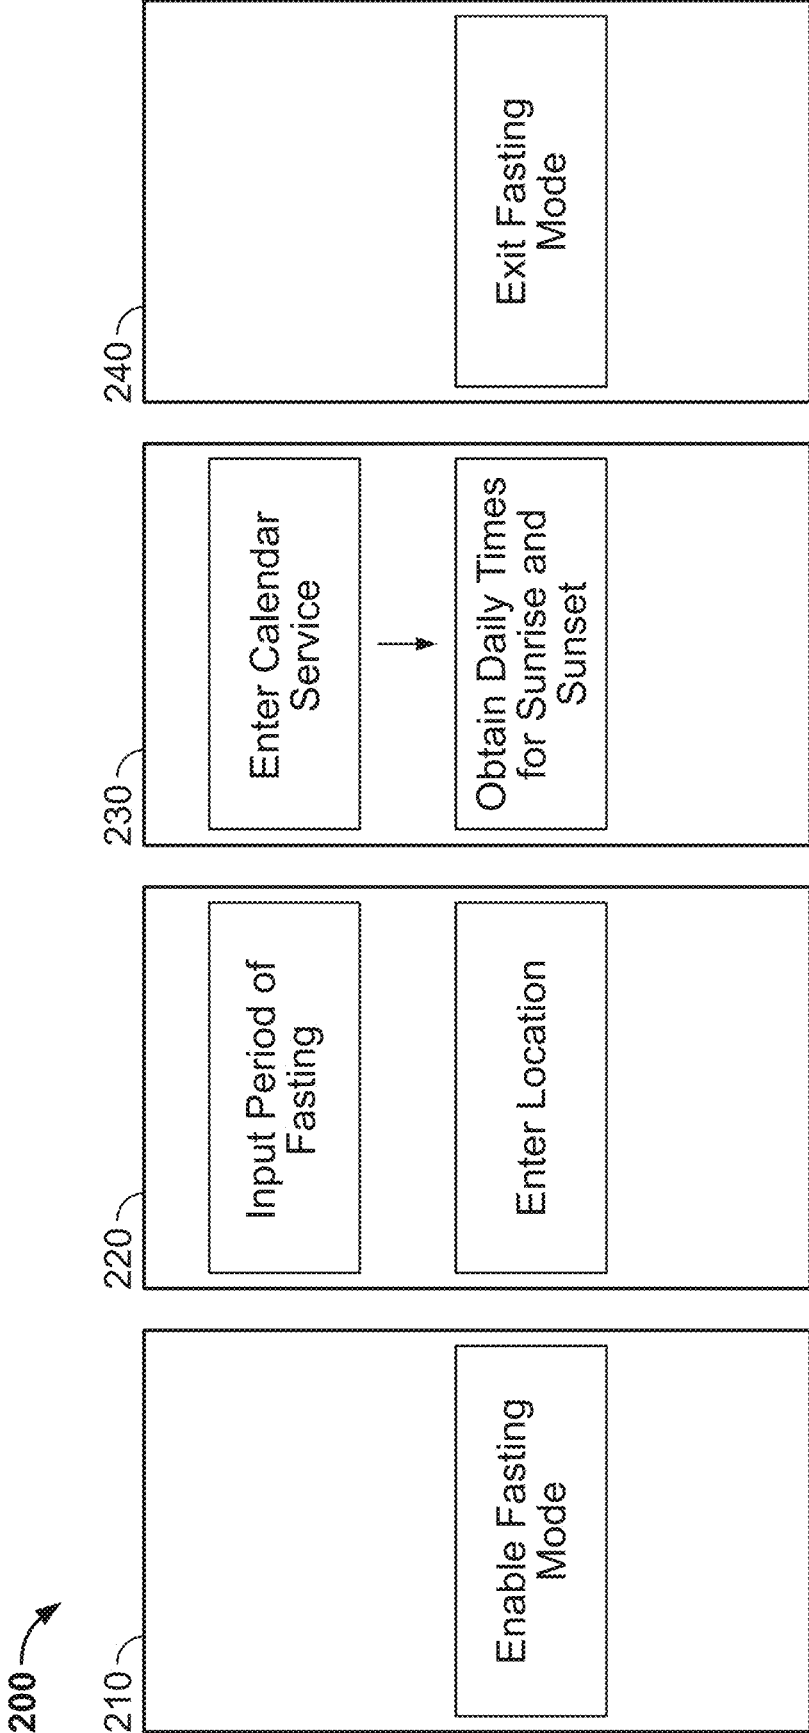 200
210
Enable Fasting
Mode
220
Input Period of
Fasting
Enter Location
230
Enter Calendar
Service
Obtain Daily Times
for Sunrise and
Sunset
240
Exit Fasting
Mode